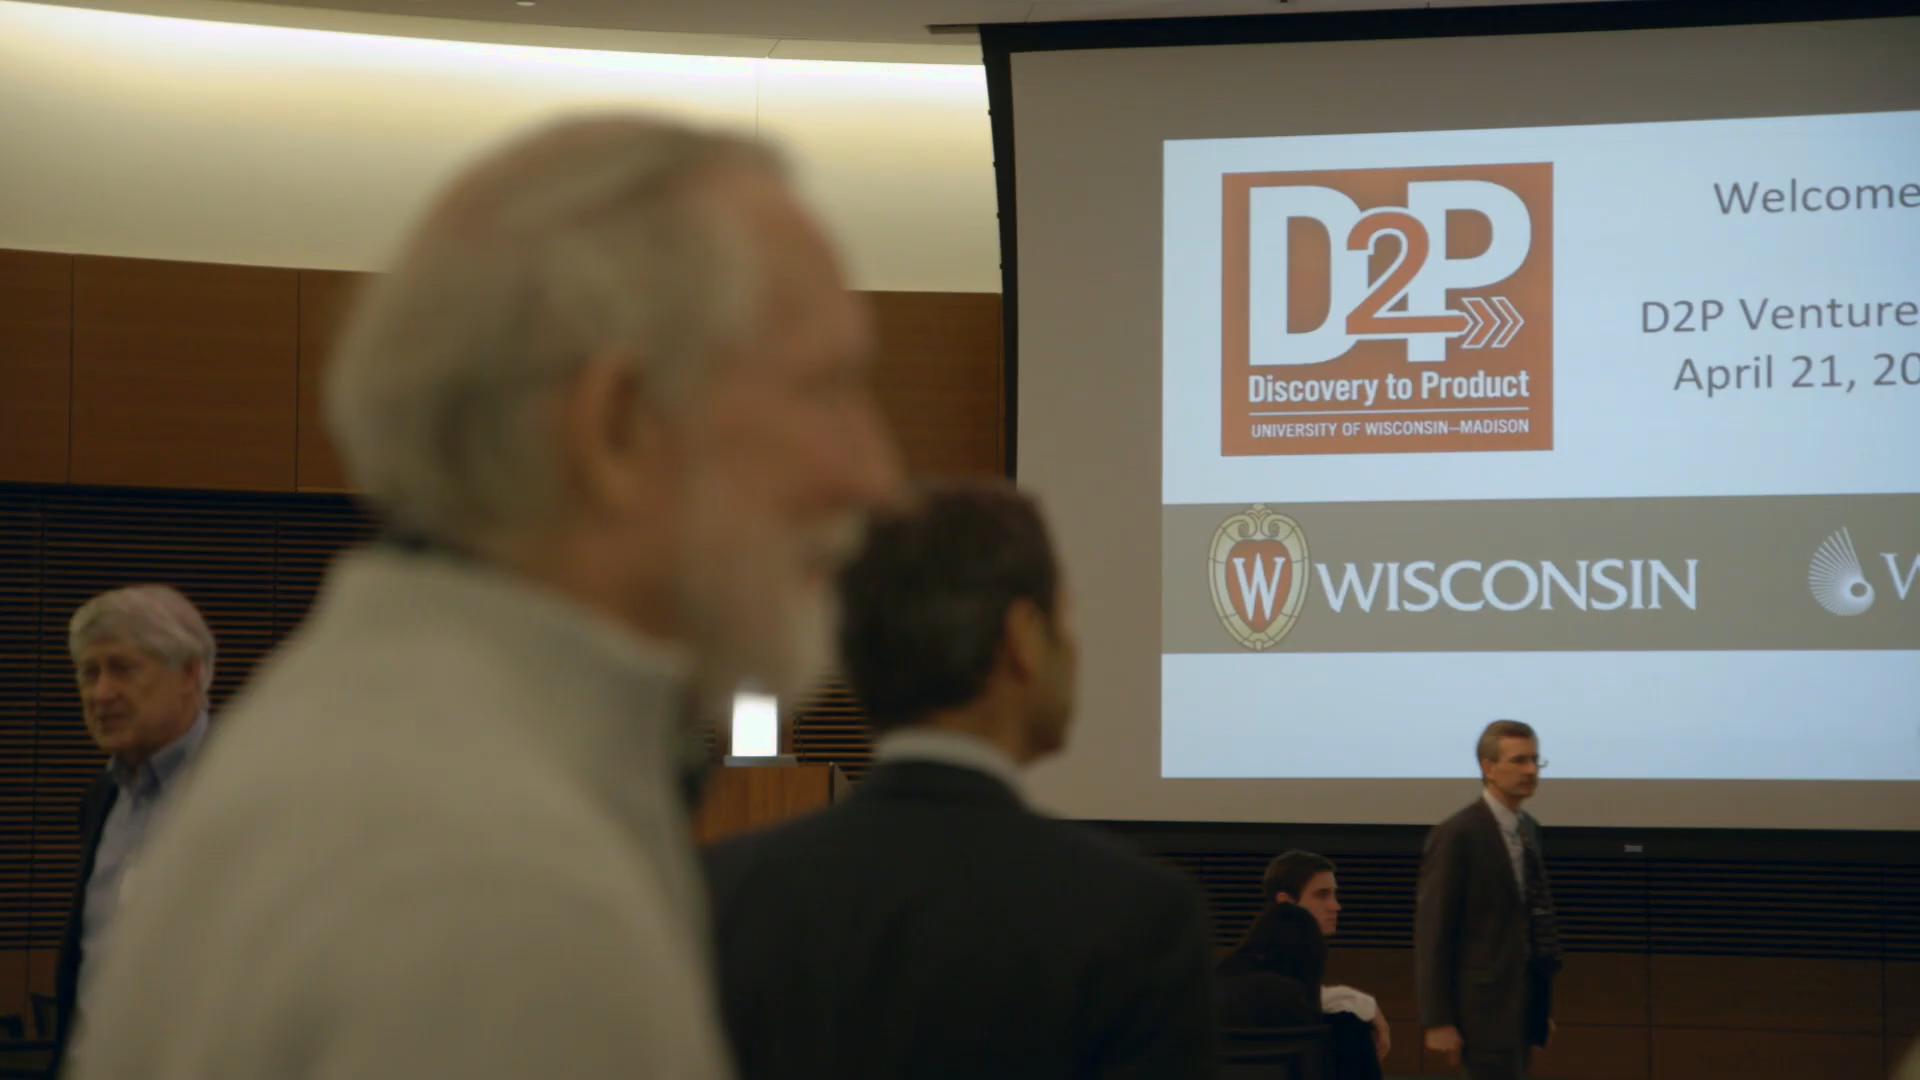 Welcome
D2P Venture
April 21, 20
D2P
Discovery to Product
UNIVERSITY OF WISCONSIN—MADISON
W WISCONSIN
W